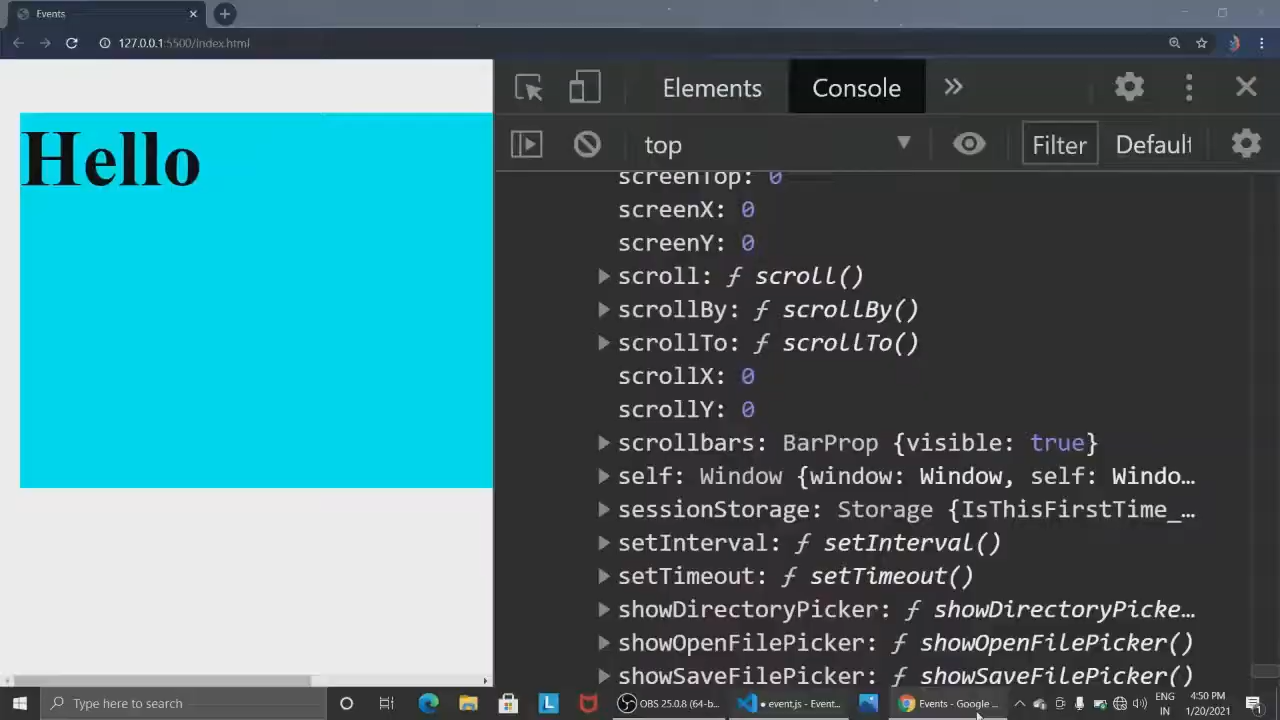 Events
127.0.0.1:5500/index.html
Hello
Elements
Console
top
Filter
Default
screenTop: 0
screenX: 0
screenY: 0
scroll: ƒ scroll()
scrollBy: ƒ scrollBy()
scrollTo: ƒ scrollTo()
scrollX: 0
scrollY: 0
scrollbars: BarProp {visible: true}
self: Window {window: Window, self: Windo…
sessionStorage: Storage {IsThisFirstTime_…
setInterval: ƒ setInterval()
setTimeout: ƒ setTimeout()
showDirectoryPicker: ƒ showDirectoryPicke…
showOpenFilePicker: ƒ showOpenFilePicker()
showSaveFilePicker: ƒ showSaveFilePicker()
Type here to search
OBS 25.0.8 (64-b...
● event.js - Event...
Events - Google ...
ENG
IN
4:50 PM
1/20/2021